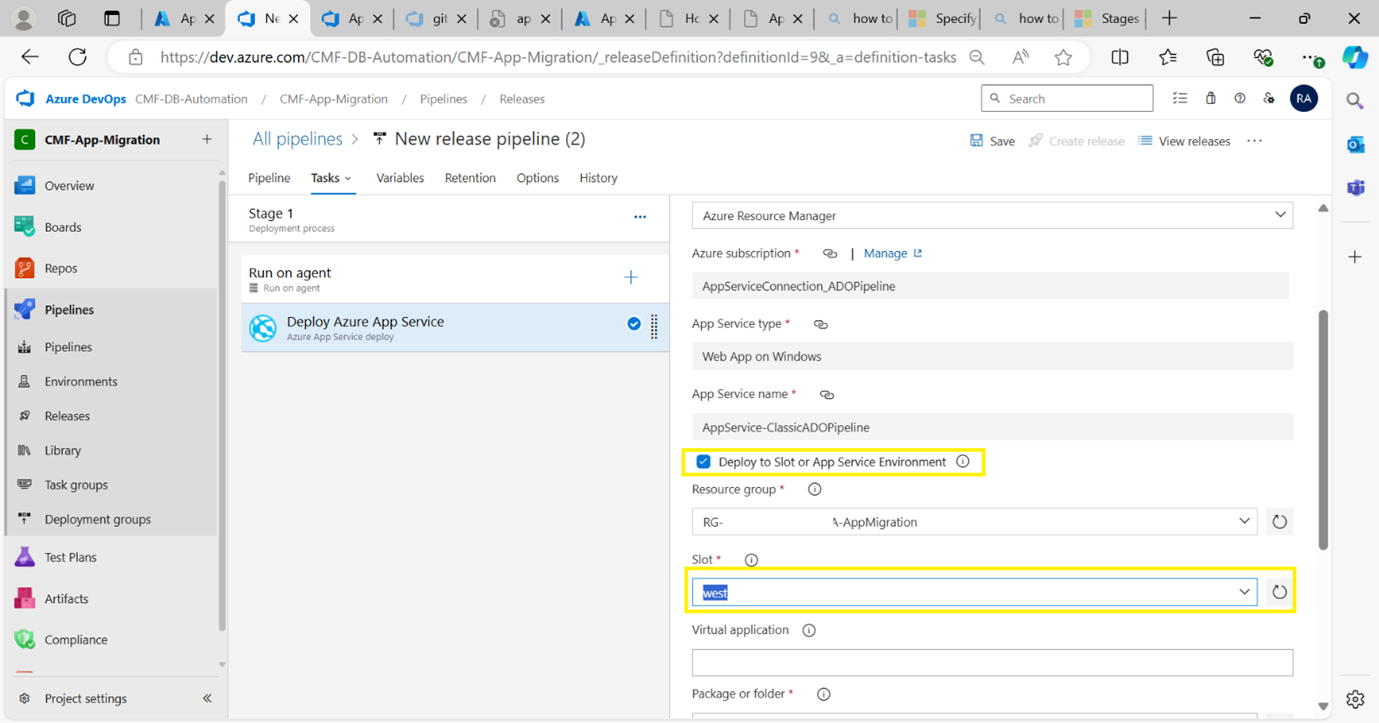 Ap
Ne
Ap
git
ap
Ap
Ho
Ap
how to
Specify
how to
Stages
https://dev.azure.com/CMF-DB-Automation/CMF-App-Migration/_releaseDefinition?definitionId=9&_a=definition-tasks
Azure DevOps CMF-DB-Automation / CMF-App-Migration / Pipelines / Releases
Search
RA
C CMF-App-Migration
All pipelines > New release pipeline (2)
Save Create release View releases ...
Overview
Boards
Repos
Pipelines
Pipelines
Environments
Releases
Library
Task groups
Deployment groups
Test Plans
Artifacts
Compliance
Project settings
Pipeline Tasks Variables Retention Options History
Stage 1
Deployment process
Run on agent
Run on agent
Deploy Azure App Service
Azure App Service deploy
Azure Resource Manager
Azure subscription * | Manage
AppServiceConnection_ADOPipeline
App Service type *
Web App on Windows
App Service name *
AppService-ClassicADOPipeline
Deploy to Slot or App Service Environment
Resource group *
RG- A-AppMigration
Slot *
west
Virtual application
Package or folder *